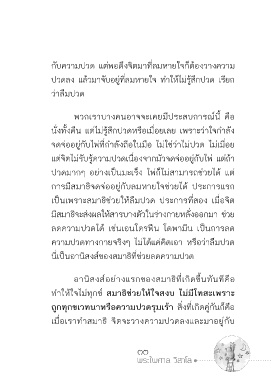 กับความปวด แต่พอดึงจิตมาที่ลมหายใจก็ต้องวางความ
ปวดลง แล้วมาจับอยู่ที่ลมหายใจ ทำให้ไม่รู้สึกปวด เรียก
ว่าลืมปวด
พวกเราบางคนอาจจะเคยมีประสบการณ์นี้ คือ
นั่งทั้งคืน แต่ไม่รู้สึกปวดหรือเมื่อยเลย เพราะว่าใจกำลัง
จดจ่ออยู่กับไพ่ที่กำลังถือในมือ ไม่ใช่ว่าไม่ปวด ไม่เมื่อย
แต่จิตไม่รับรู้ความปวดเนื่องจากมัวจดจ่ออยู่กับไพ่ แต่ถ้า
ปวดมากๆ อย่างเป็นมะเร็ง ไพ่ก็ไม่สามารถช่วยได้ แต่
การมีสมาธิจดจ่ออยู่กับลมหายใจช่วยได้ ประการแรก
เป็นเพราะสมาธิช่วยให้ลืมปวด ประการที่สอง เมื่อจิต
มีสมาธิจะส่งผลให้สารบางตัวในร่างกายหลั่งออกมา ช่วย
ลดความปวดได้ เช่นเอนโดรฟิน โดพามีน เป็นการลด
ความปวดทางกายจริงๆ ไม่ได้แค่คิดเอา หรือว่าลืมปวด
นี่เป็นอานิสงส์ของสมาธิที่ช่วยลดความปวด
อานิสงส์อย่างแรกของสมาธิที่เกิดขึ้นทันทีคือ
ทำให้ใจไม่ทุกข์ สมาธิช่วยให้ใจสงบ ไม่มีโทสะเพราะ
ถูกทุกขเวทนาหรือความปวดรบเร้า สิ่งที่เกิดคู่กันก็คือ
เมื่อเราทำสมาธิ จิตจะวางความปวดลงและมาอยู่กับ
พระไพศาล วิสาโล